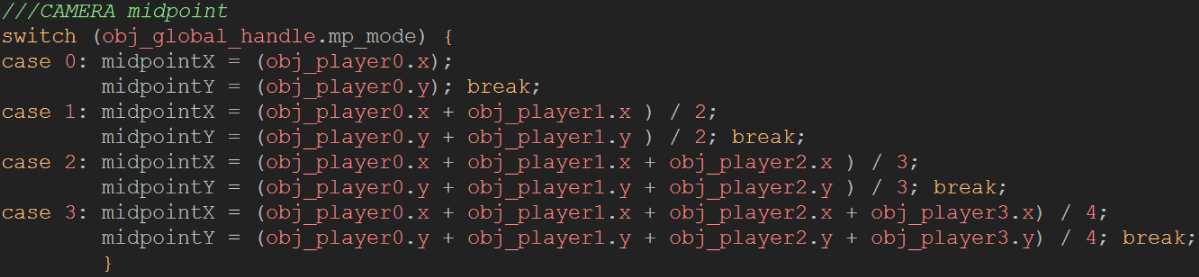 ///CAMERA midpoint
switch (obj_global_handle.mp_mode) {
case 0: midpointX = (obj_player0.x);
        midpointY = (obj_player0.y); break;
case 1: midpointX = (obj_player0.x + obj_player1.x ) / 2;
        midpointY = (obj_player0.y + obj_player1.y ) / 2; break;
case 2: midpointX = (obj_player0.x + obj_player1.x + obj_player2.x ) / 3;
        midpointY = (obj_player0.y + obj_player1.y + obj_player2.y ) / 3; break;
case 3: midpointX = (obj_player0.x + obj_player1.x + obj_player2.x + obj_player3.x) / 4;
        midpointY = (obj_player0.y + obj_player1.y + obj_player2.y + obj_player3.y) / 4; break;
        }